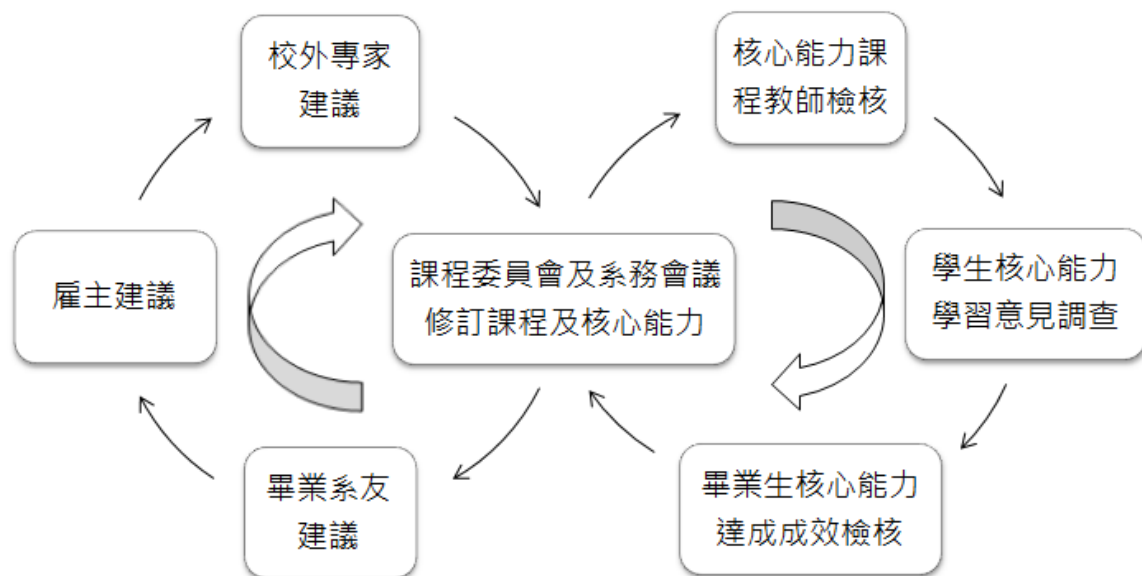 校外專家
建議
核心能力課
程教師檢核
雇主建議
課程委員會及系務會議
修訂課程及核心能力
學生核心能力
學習意見調查
畢業系友
建議
畢業生核心能力
達成成效檢核